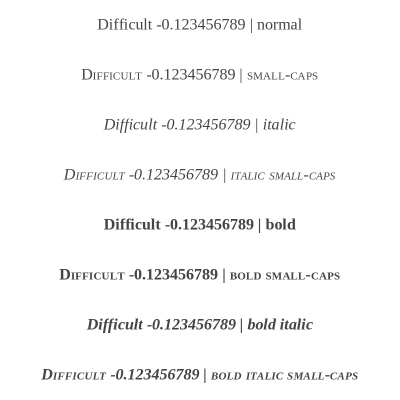 Difficult -0.123456789 | normal
Difficult -0.123456789 | small-caps
Difficult -0.123456789 | italic
Difficult -0.123456789 | italic small-caps
Difficult -0.123456789 | bold
Difficult -0.123456789 | bold small-caps
Difficult -0.123456789 | bold italic
Difficult -0.123456789 | bold italic small-caps